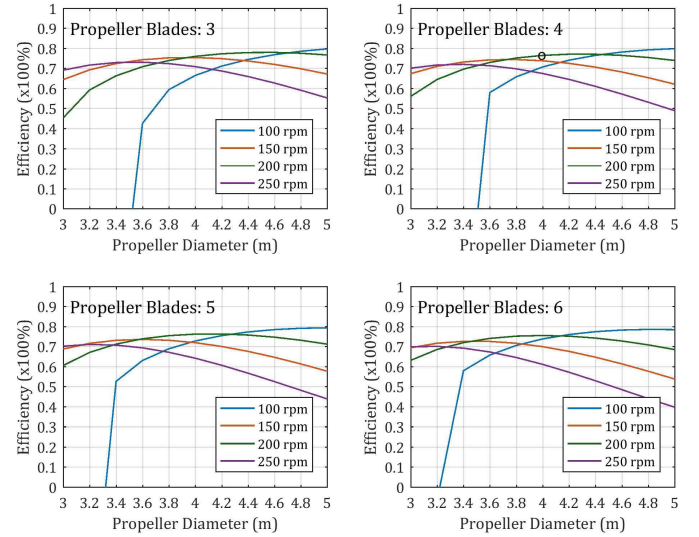 Propeller Blades: 3
Efficiency (x100%)
1
0.9
0.8
0.7
0.6
0.5
0.4
0.3
0.2
0.1
0
3 3.2 3.4 3.6 3.8 4 4.2 4.4 4.6 4.8 5
Propeller Diameter (m)
100 rpm
150 rpm
200 rpm
250 rpm
Propeller Blades: 4
Efficiency (x100%)
1
0.9
0.8
0.7
0.6
0.5
0.4
0.3
0.2
0.1
0
3 3.2 3.4 3.6 3.8 4 4.2 4.4 4.6 4.8 5
Propeller Diameter (m)
100 rpm
150 rpm
200 rpm
250 rpm
Propeller Blades: 5
Efficiency (x100%)
1
0.9
0.8
0.7
0.6
0.5
0.4
0.3
0.2
0.1
0
3 3.2 3.4 3.6 3.8 4 4.2 4.4 4.6 4.8 5
Propeller Diameter (m)
100 rpm
150 rpm
200 rpm
250 rpm
Propeller Blades: 6
Efficiency (x100%)
1
0.9
0.8
0.7
0.6
0.5
0.4
0.3
0.2
0.1
0
3 3.2 3.4 3.6 3.8 4 4.2 4.4 4.6 4.8 5
Propeller Diameter (m)
100 rpm
150 rpm
200 rpm
250 rpm